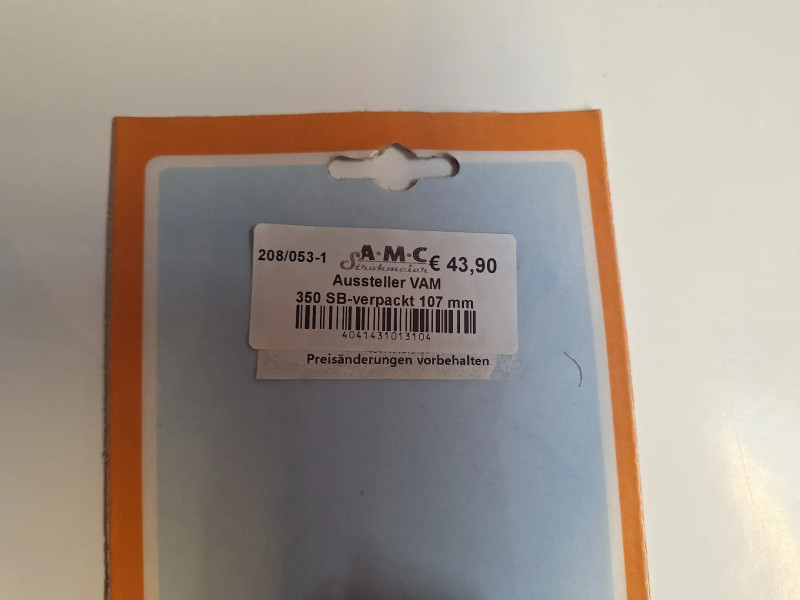 208/053-1 A·M·C € 43,90
Strohmeier
Aussteller VAM
350 SB-verpackt 107 mm
4041431013104
Preisänderungen vorbehalten